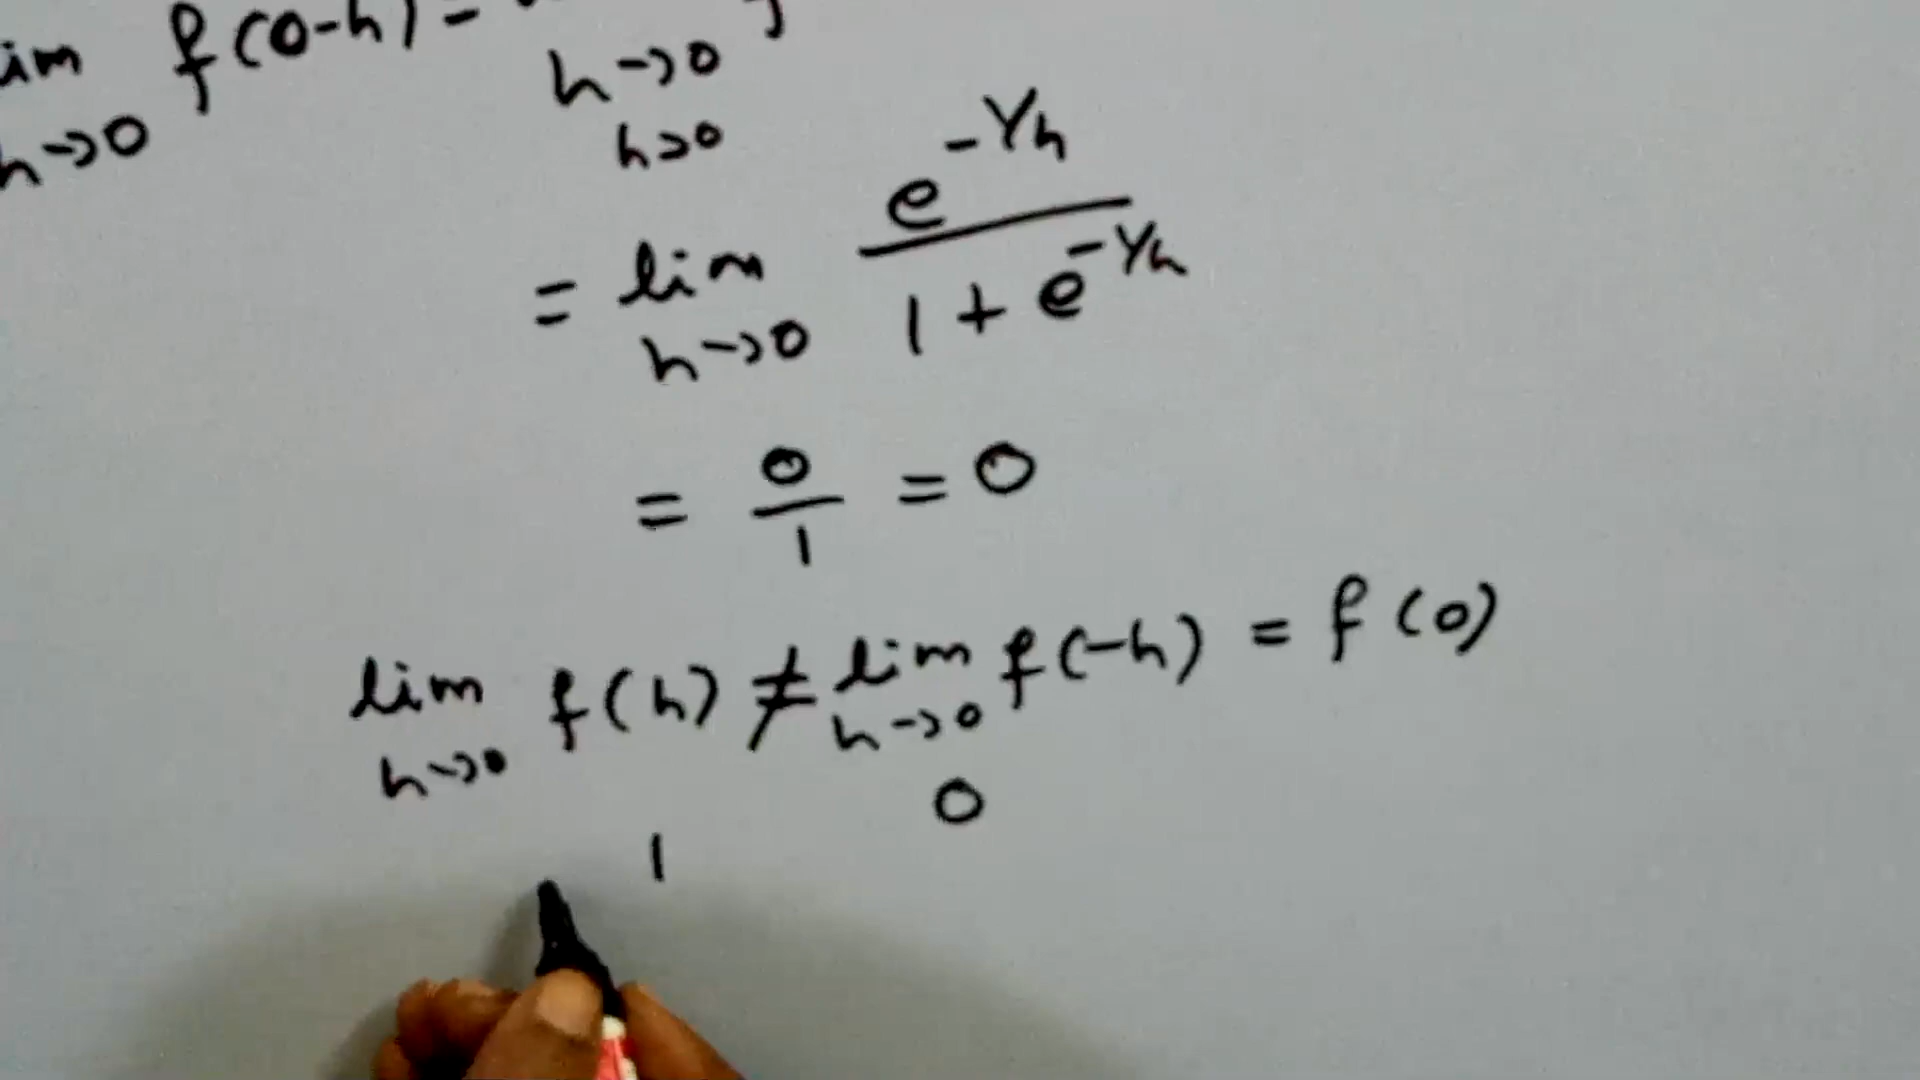 lim f(0-h) =
h→0 h→0
h>0
= lim e^{-1/h} / 1 + e^{-1/h}
h→0
= 0/1 = 0
lim f(h) ≠ lim f(-h) = f(0)
h→0 h→0
1 0